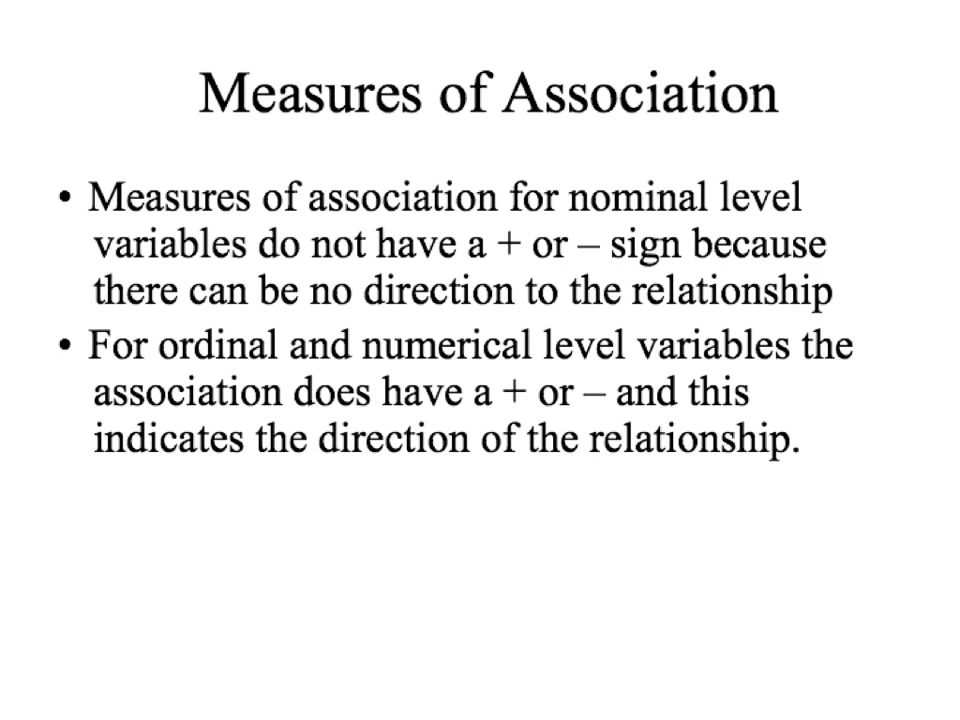 Measures of Association
• Measures of association for nominal level
variables do not have a + or – sign because
there can be no direction to the relationship
• For ordinal and numerical level variables the
association does have a + or – and this
indicates the direction of the relationship.